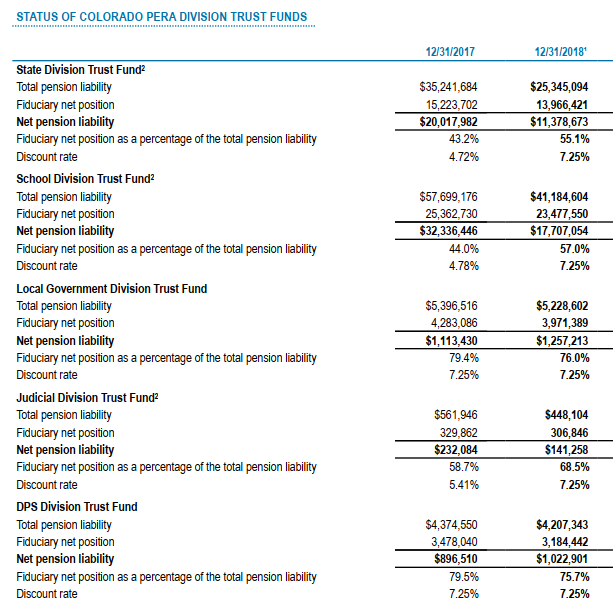 STATUS OF COLORADO PERA DIVISION TRUST FUNDS
12/31/2017 12/31/2018¹
State Division Trust Fund²
Total pension liability $35,241,684 $25,345,094
Fiduciary net position 15,223,702 13,966,421
Net pension liability $20,017,982 $11,378,673
Fiduciary net position as a percentage of the total pension liability 43.2% 55.1%
Discount rate 4.72% 7.25%
School Division Trust Fund²
Total pension liability $57,699,176 $41,184,604
Fiduciary net position 25,362,730 23,477,550
Net pension liability $32,336,446 $17,707,054
Fiduciary net position as a percentage of the total pension liability 44.0% 57.0%
Discount rate 4.78% 7.25%
Local Government Division Trust Fund
Total pension liability $5,396,516 $5,228,602
Fiduciary net position 4,283,086 3,971,389
Net pension liability $1,113,430 $1,257,213
Fiduciary net position as a percentage of the total pension liability 79.4% 76.0%
Discount rate 7.25% 7.25%
Judicial Division Trust Fund²
Total pension liability $561,946 $448,104
Fiduciary net position 329,862 306,846
Net pension liability $232,084 $141,258
Fiduciary net position as a percentage of the total pension liability 58.7% 68.5%
Discount rate 5.41% 7.25%
DPS Division Trust Fund
Total pension liability $4,374,550 $4,207,343
Fiduciary net position 3,478,040 3,184,442
Net pension liability $896,510 $1,022,901
Fiduciary net position as a percentage of the total pension liability 79.5% 75.7%
Discount rate 7.25% 7.25%